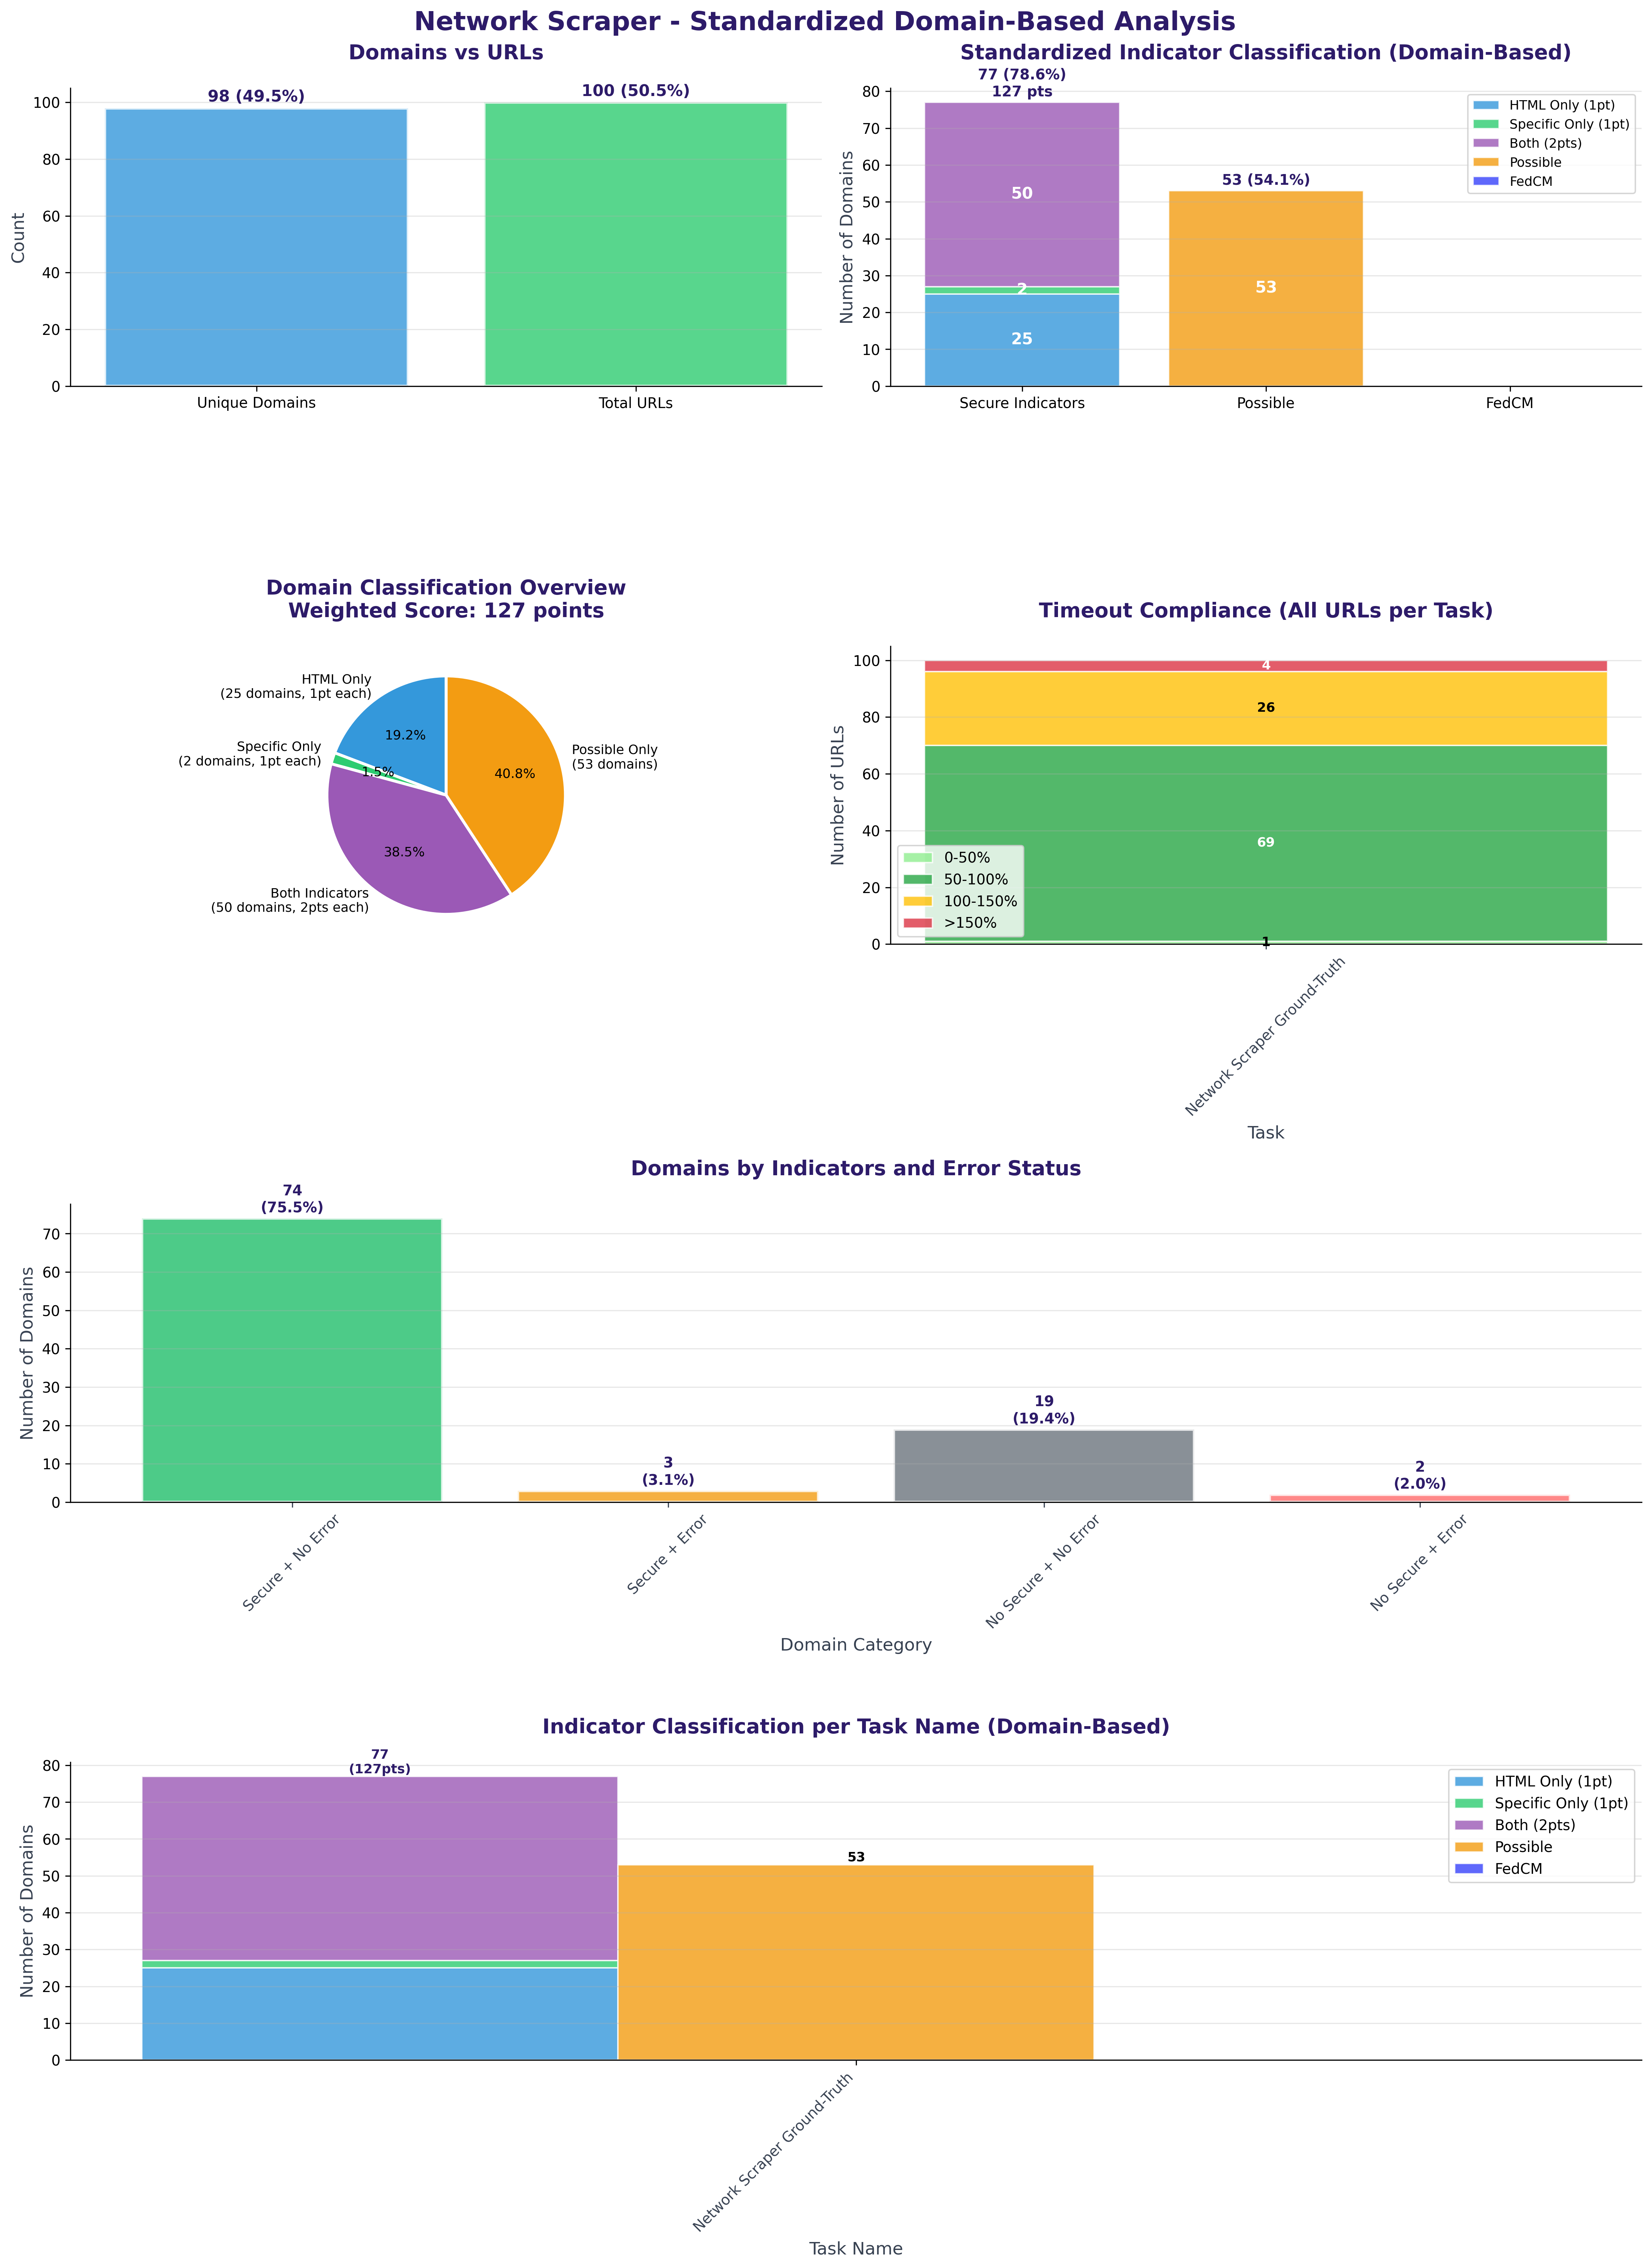 Network Scraper - Standardized Domain-Based Analysis
Domains vs URLs
98 (49.5%)
100 (50.5%)
100
80
60
40
20
0
Count
Unique Domains
Total URLs
Standardized Indicator Classification (Domain-Based)
77 (78.6%)
127 pts
53 (54.1%)
80
70
60
50
40
30
20
10
0
Number of Domains
50
2
25
53
HTML Only (1pt)
Specific Only (1pt)
Both (2pts)
Possible
FedCM
Secure Indicators
Possible
FedCM
Domain Classification Overview
Weighted Score: 127 points
HTML Only
(25 domains, 1pt each)
19.2%
Specific Only
(2 domains, 1pt each)
1.5%
Possible Only
(53 domains)
40.8%
38.5%
Both Indicators
(50 domains, 2pts each)
Timeout Compliance (All URLs per Task)
100
80
60
40
20
0
Number of URLs
4
26
69
1
0-50%
50-100%
100-150%
>150%
Network Scraper Ground-Truth
Task
Domains by Indicators and Error Status
74
(75.5%)
3
(3.1%)
19
(19.4%)
2
(2.0%)
70
60
50
40
30
20
10
0
Number of Domains
Secure + No Error
Secure + Error
No Secure + No Error
No Secure + Error
Domain Category
Indicator Classification per Task Name (Domain-Based)
77
(127pts)
53
80
70
60
50
40
30
20
10
0
Number of Domains
HTML Only (1pt)
Specific Only (1pt)
Both (2pts)
Possible
FedCM
Network Scraper Ground-Truth
Task Name